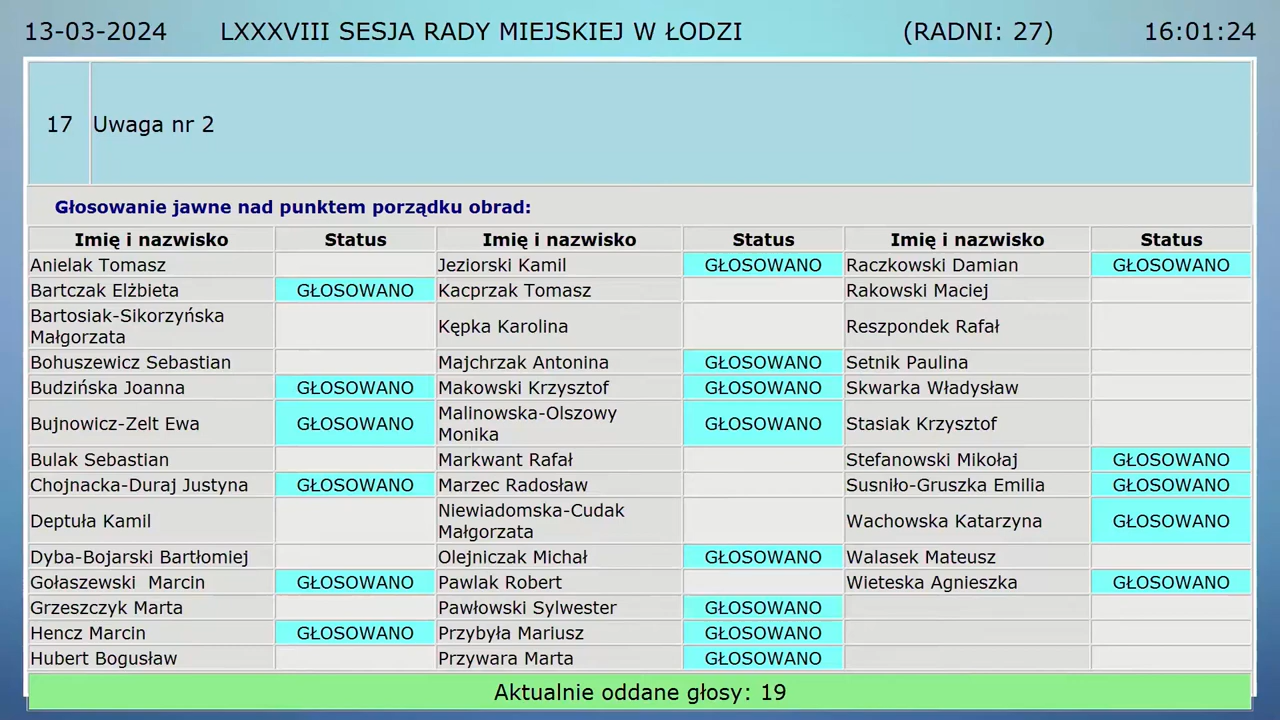 13-03-2024 LXXXVIII SESJA RADY MIEJSKIEJ W ŁODZI (RADNI: 27) 16:01:24
17 Uwaga nr 2
Głosowanie jawne nad punktem porządku obrad:
Imię i nazwisko Status Imię i nazwisko Status Imię i nazwisko Status
Anielak Tomasz Jeziorski Kamil GŁOSOWANO Raczkowski Damian GŁOSOWANO
Bartczak Elżbieta GŁOSOWANO Kacprzak Tomasz Rakowski Maciej
Bartosiak-Sikorzyńska
Małgorzata Kępka Karolina Reszpondek Rafał
Bohuszewicz Sebastian Majchrzak Antonina GŁOSOWANO Setnik Paulina
Budzińska Joanna GŁOSOWANO Makowski Krzysztof GŁOSOWANO Skwarka Władysław
Bujnowicz-Zelt Ewa GŁOSOWANO Malinowska-Olszowy
Monika GŁOSOWANO Stasiak Krzysztof
Bulak Sebastian Markwant Rafał Stefanowski Mikołaj GŁOSOWANO
Chojnacka-Duraj Justyna GŁOSOWANO Marzec Radosław Susniło-Gruszka Emilia GŁOSOWANO
Deptuła Kamil Niewiadomska-Cudak
Małgorzata Wachowska Katarzyna GŁOSOWANO
Dyba-Bojarski Bartłomiej Olejniczak Michał GŁOSOWANO Walasek Mateusz
Gołaszewski Marcin GŁOSOWANO Pawlak Robert Wieteska Agnieszka GŁOSOWANO
Grzeszczyk Marta Pawłowski Sylwester GŁOSOWANO
Hencz Marcin GŁOSOWANO Przybyła Mariusz GŁOSOWANO
Hubert Bogusław Przywara Marta GŁOSOWANO
Aktualnie oddane głosy: 19